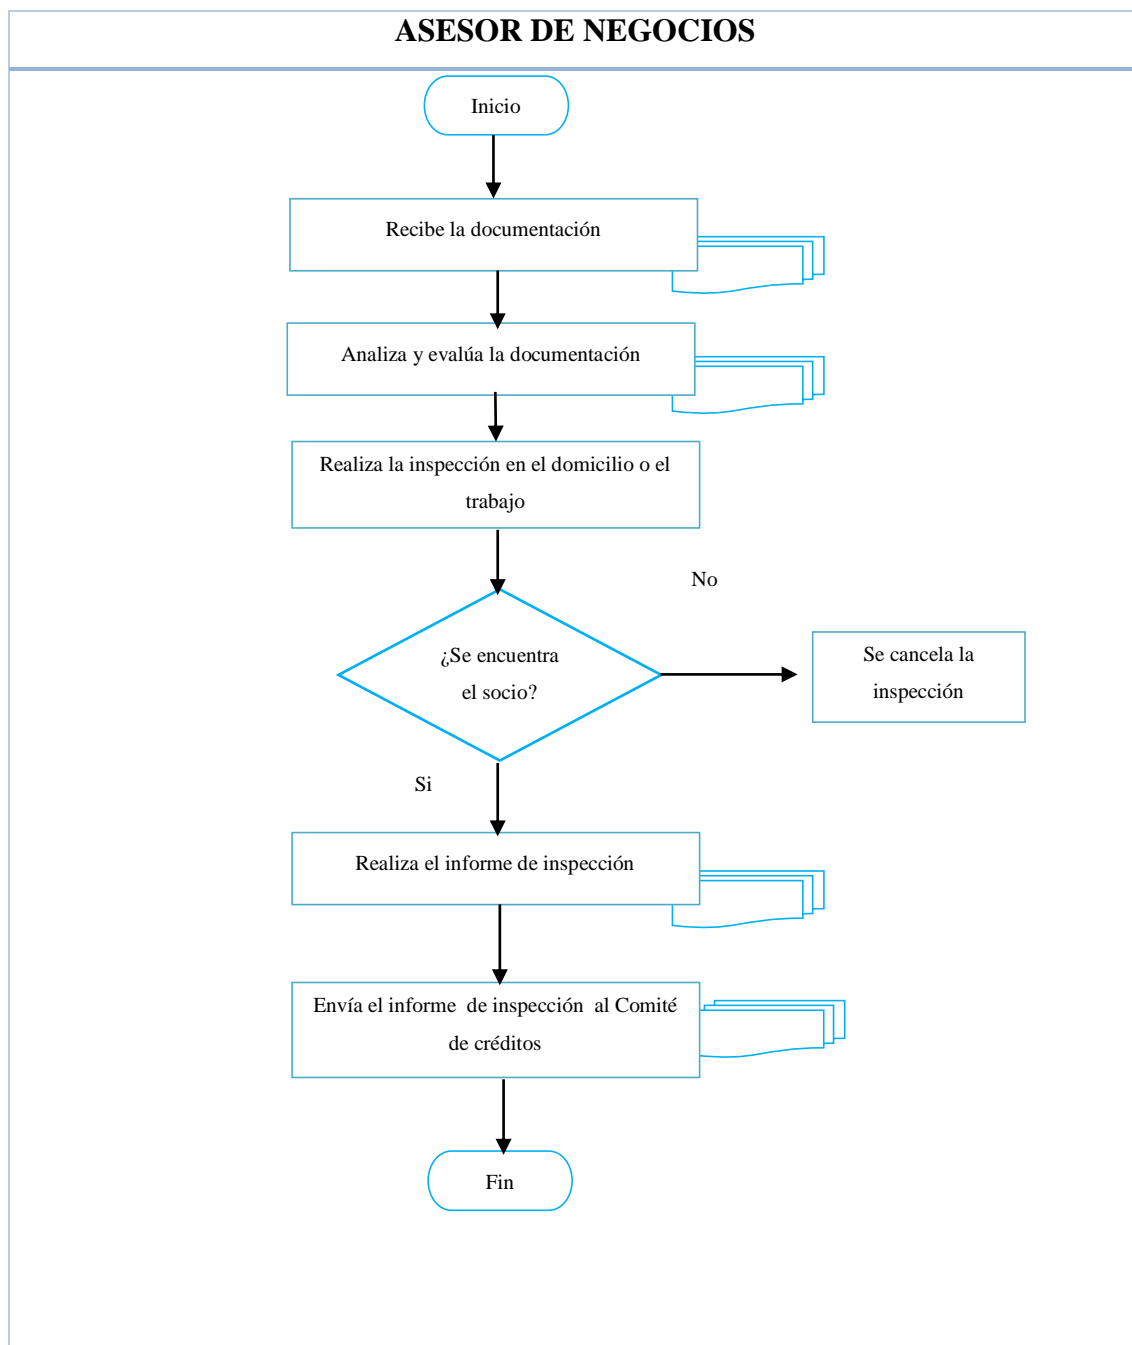 ASESOR DE NEGOCIOS
Inicio
Recibe la documentación
Analiza y evalúa la documentación
Realiza la inspección en el domicilio o el
trabajo
No
¿Se encuentra
el socio?
Se cancela la
inspección
Si
Realiza el informe de inspección
Envía el informe  de inspección  al Comité
de créditos
Fin